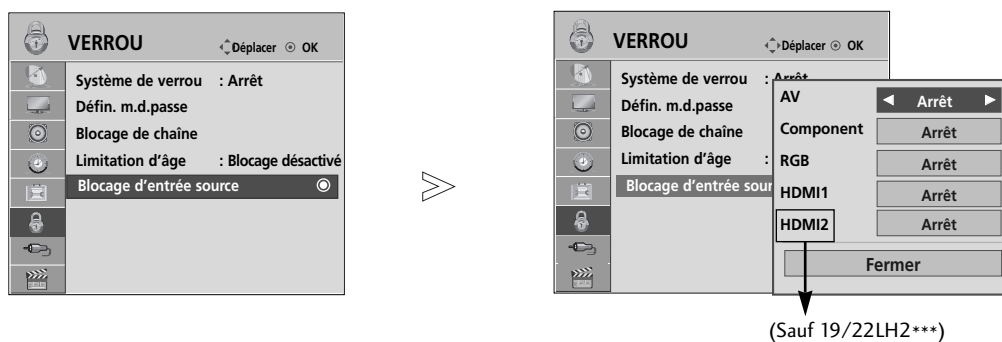 VERROU
Déplacer OK
Système de verrou : Arrêt
Défin. m.d.passe
Blocage de chaîne
Limitation d'âge : Blocage désactivé
Blocage d'entrée source
VERROU
Déplacer OK
Système de verrou : Arrêt
Défin. m.d.passe
Blocage de chaîne
Limitation d'âge :
Blocage d'entrée sour
AV Arrêt
Component Arrêt
RGB Arrêt
HDMI1 Arrêt
HDMI2 Arrêt
Fermer
(Sauf 19/22LH2***)